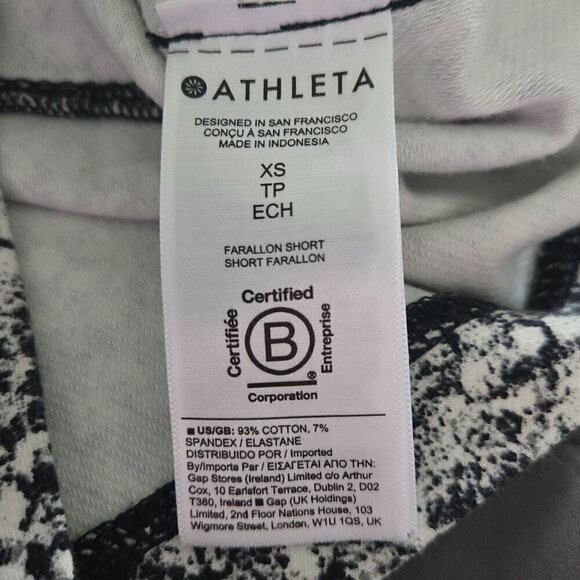 ATHLETA
DESIGNED IN SAN FRANCISCO
CONÇU À SAN FRANCISCO
MADE IN INDONESIA
XS
TP
ECH
FARALLON SHORT
SHORT FARALLON
Certified
Certifiée
B
Entreprise
®
Corporation
■ US/GB: 93% COTTON, 7%
SPANDEX / ELASTANE
DISTRIBUIDO POR / Imported
By/Importe Par / ΕΙΣΑΓΕΤΑΙ ΑΠΟ ΤΗΝ:
Gap Stores (Ireland) Limited c/o Arthur
Cox, 10 Earlsfort Terrace, Dublin 2, D02
T380, Ireland ■ Gap (UK Holdings)
Limited, 2nd Floor Nations House, 103
Wigmore Street, London, W1U 1QS, UK